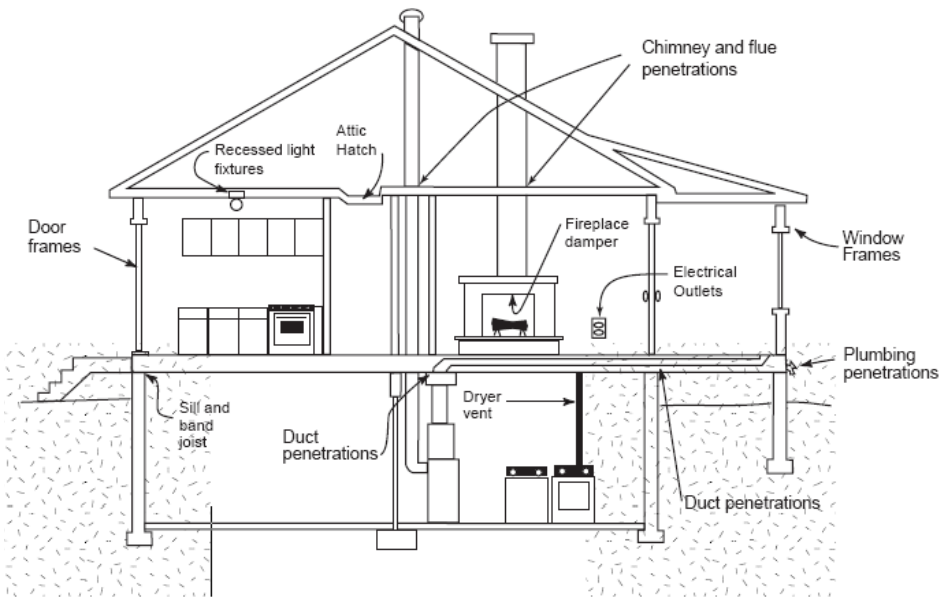 Chimney and flue
penetrations
Attic
Hatch
Recessed light
fixtures
Door
frames
Fireplace
damper
Window
Frames
Electrical
Outlets
Plumbing
penetrations
Sill and
band
joist
Duct
penetrations
Dryer
vent
Duct penetrations